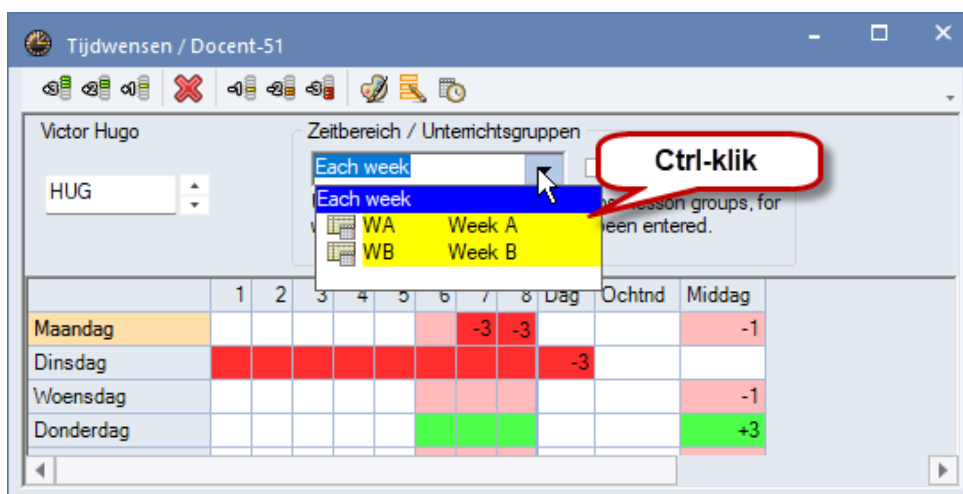 Tijdwensen / Docent-51
Victor Hugo
Zeitbereich / Unterrichtsgruppen
Each week
Ctrl-klik
HUG
Each week
lesson groups, for
WA Week A
been entered.
WB Week B
1 2 3 4 5 6 7 8 Dag Ochtnd Middag
Maandag -3 -3 -1
Dinsdag -3
Woensdag -1
Donderdag +3